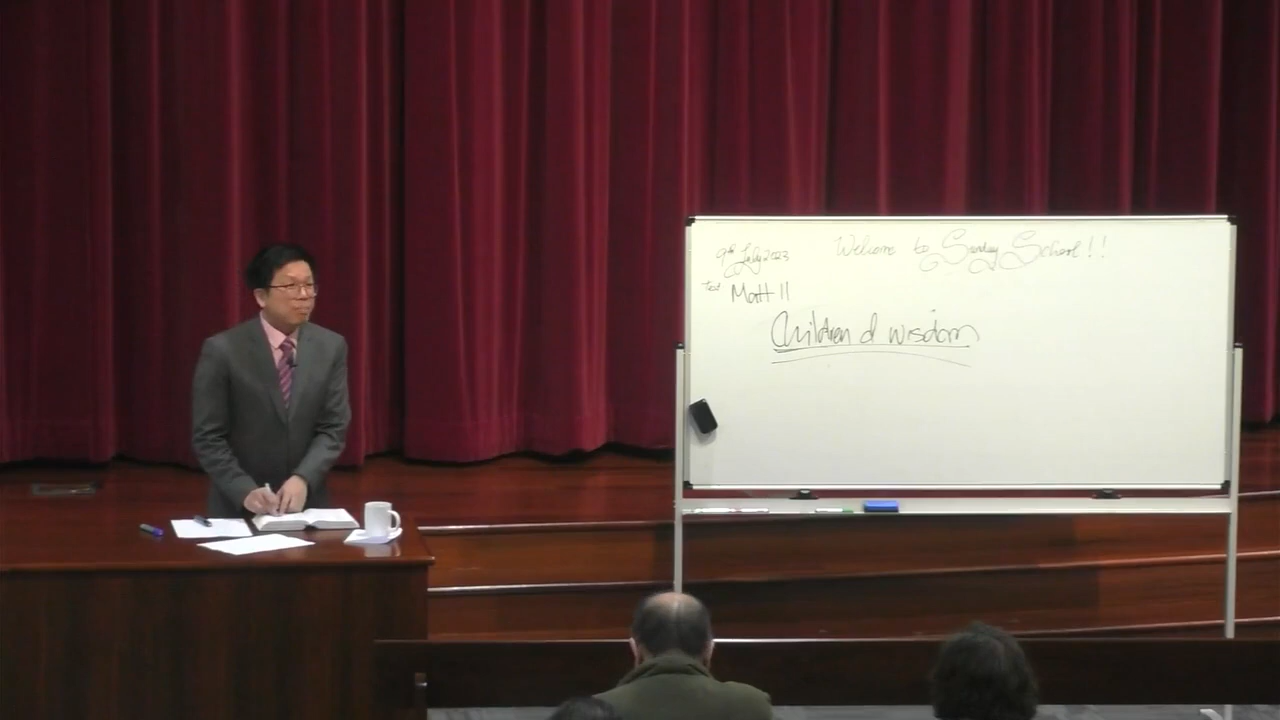 9th July 2023 Welcome to Sunday School!!
Text Matt 11
Children of wisdom